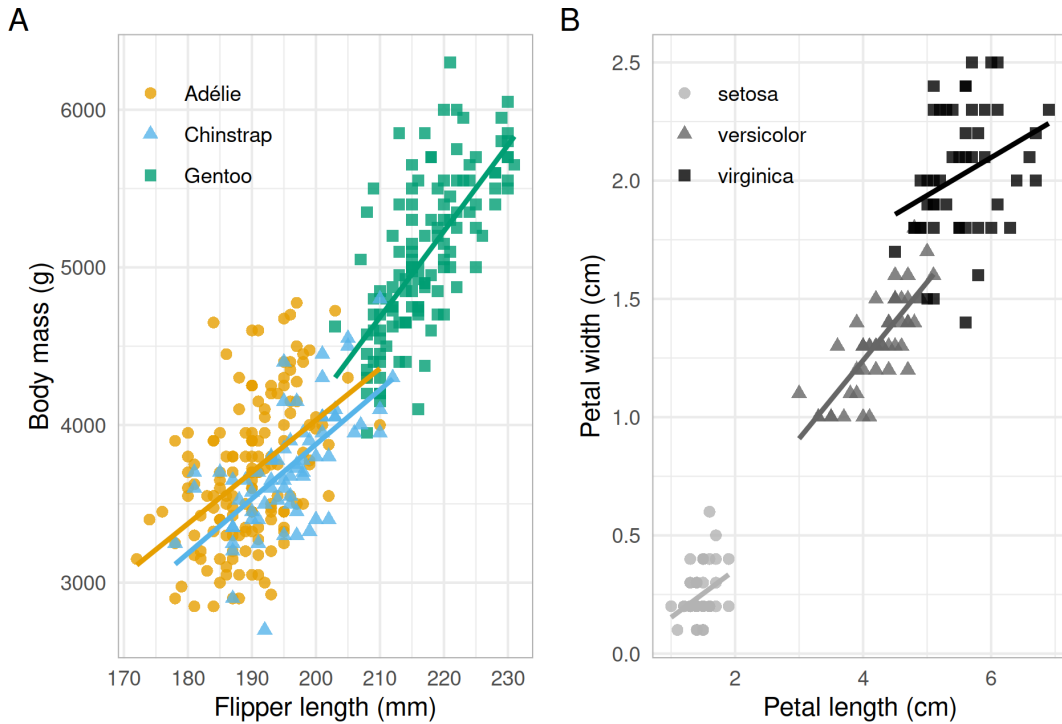 A
Body mass (g)
6000
5000
4000
3000
Adélie
Chinstrap
Gentoo
170 180 190 200 210 220 230
Flipper length (mm)
B
Petal width (cm)
2.5
2.0
1.5
1.0
0.5
0.0
setosa
versicolor
virginica
2 4 6
Petal length (cm)